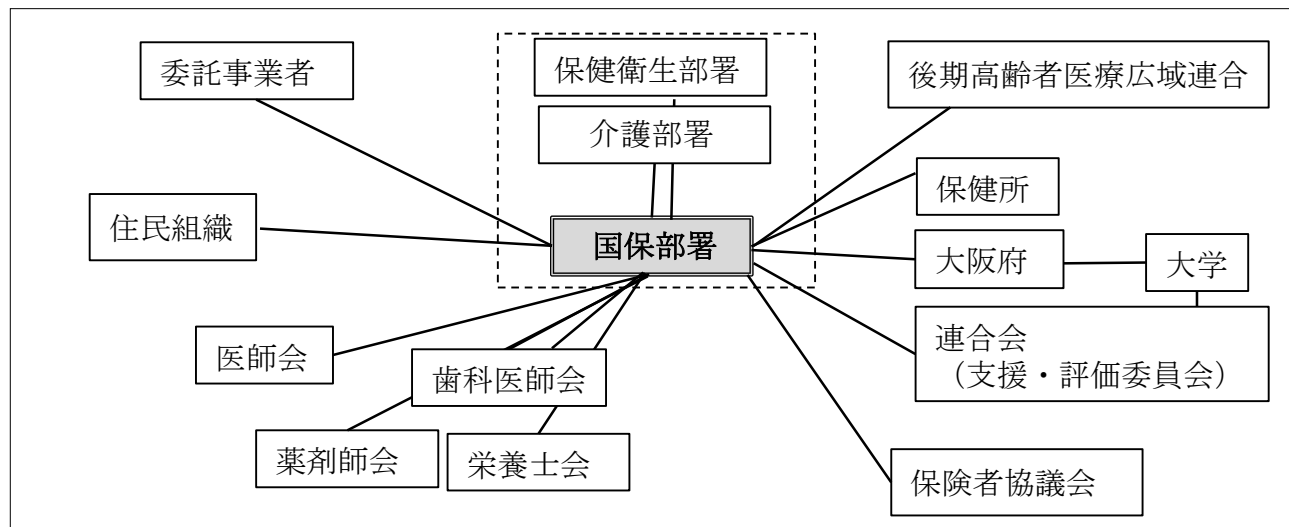 委託事業者
保健衛生部署
後期高齢者医療広域連合
介護部署
保健所
住民組織
国保部署
大阪府
大学
医師会
歯科医師会
連合会
（支援・評価委員会）
薬剤師会
栄養士会
保険者協議会